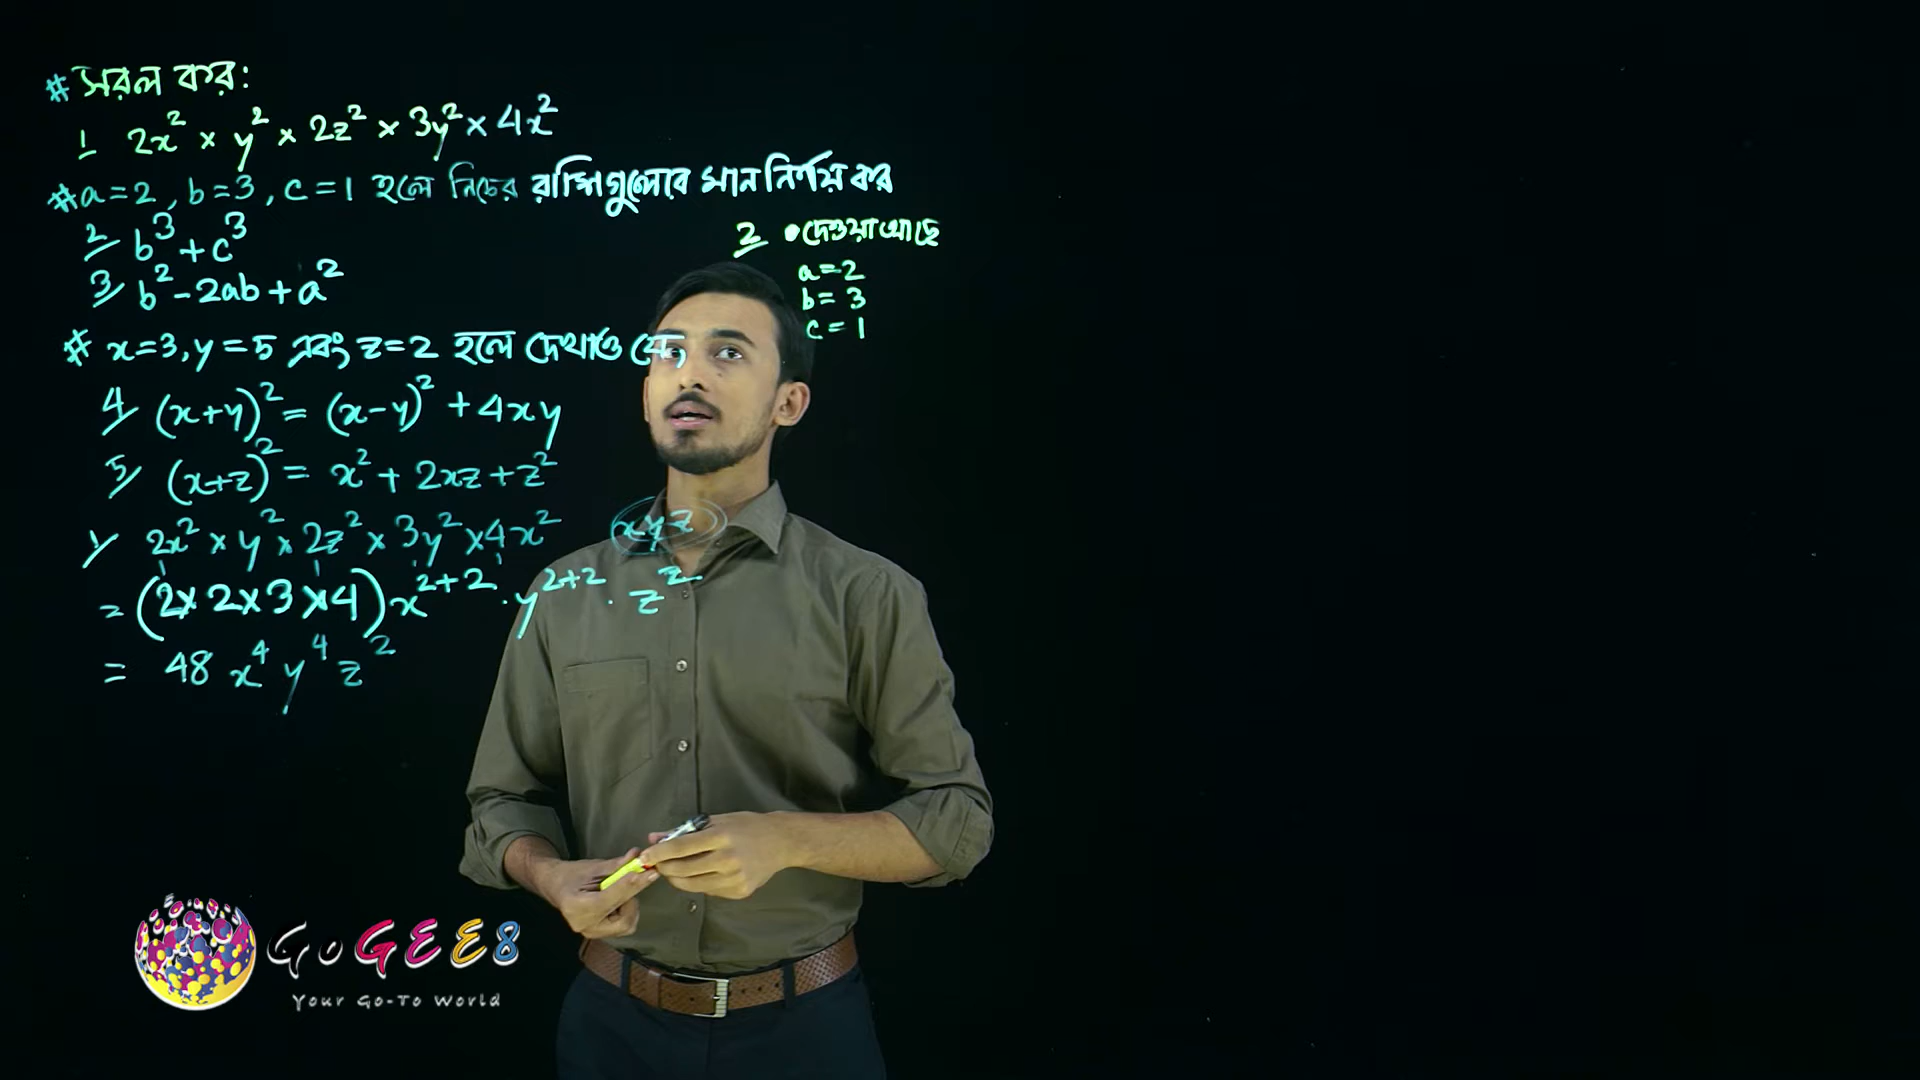 # সরল কর:
1 2x² × y² × 2z² × 3y² × 4x²
# a=2, b=3, c=1 হলে নিচের রাশিগুলোর মান নির্ণয় কর
2 b³ + c³
3 b² - 2ab + a²
# x=3, y=5 এবং z=2 হলে দেখাও যে,
4 (x+y)² = (x-y)² + 4xy
5 (x+z)² = x² + 2xz + z²
1 2x² × y² × 2z² × 3y² × 4x²
xyz
= (2×2×3×4) x²⁺² · y²⁺² · z²
= 48 x⁴ y⁴ z²
2 • দেওয়া আছে
a=2
b=3
c=1
GoGEE8
Your Go-To World